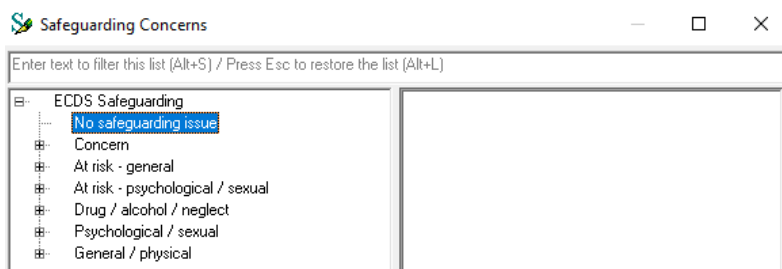 Safeguarding Concerns
Enter text to filter this list (Alt+S) / Press Esc to restore the list (Alt+L)
ECDS Safeguarding
No safeguarding issue
Concern
At risk - general
At risk - psychological / sexual
Drug / alcohol / neglect
Psychological / sexual
General / physical